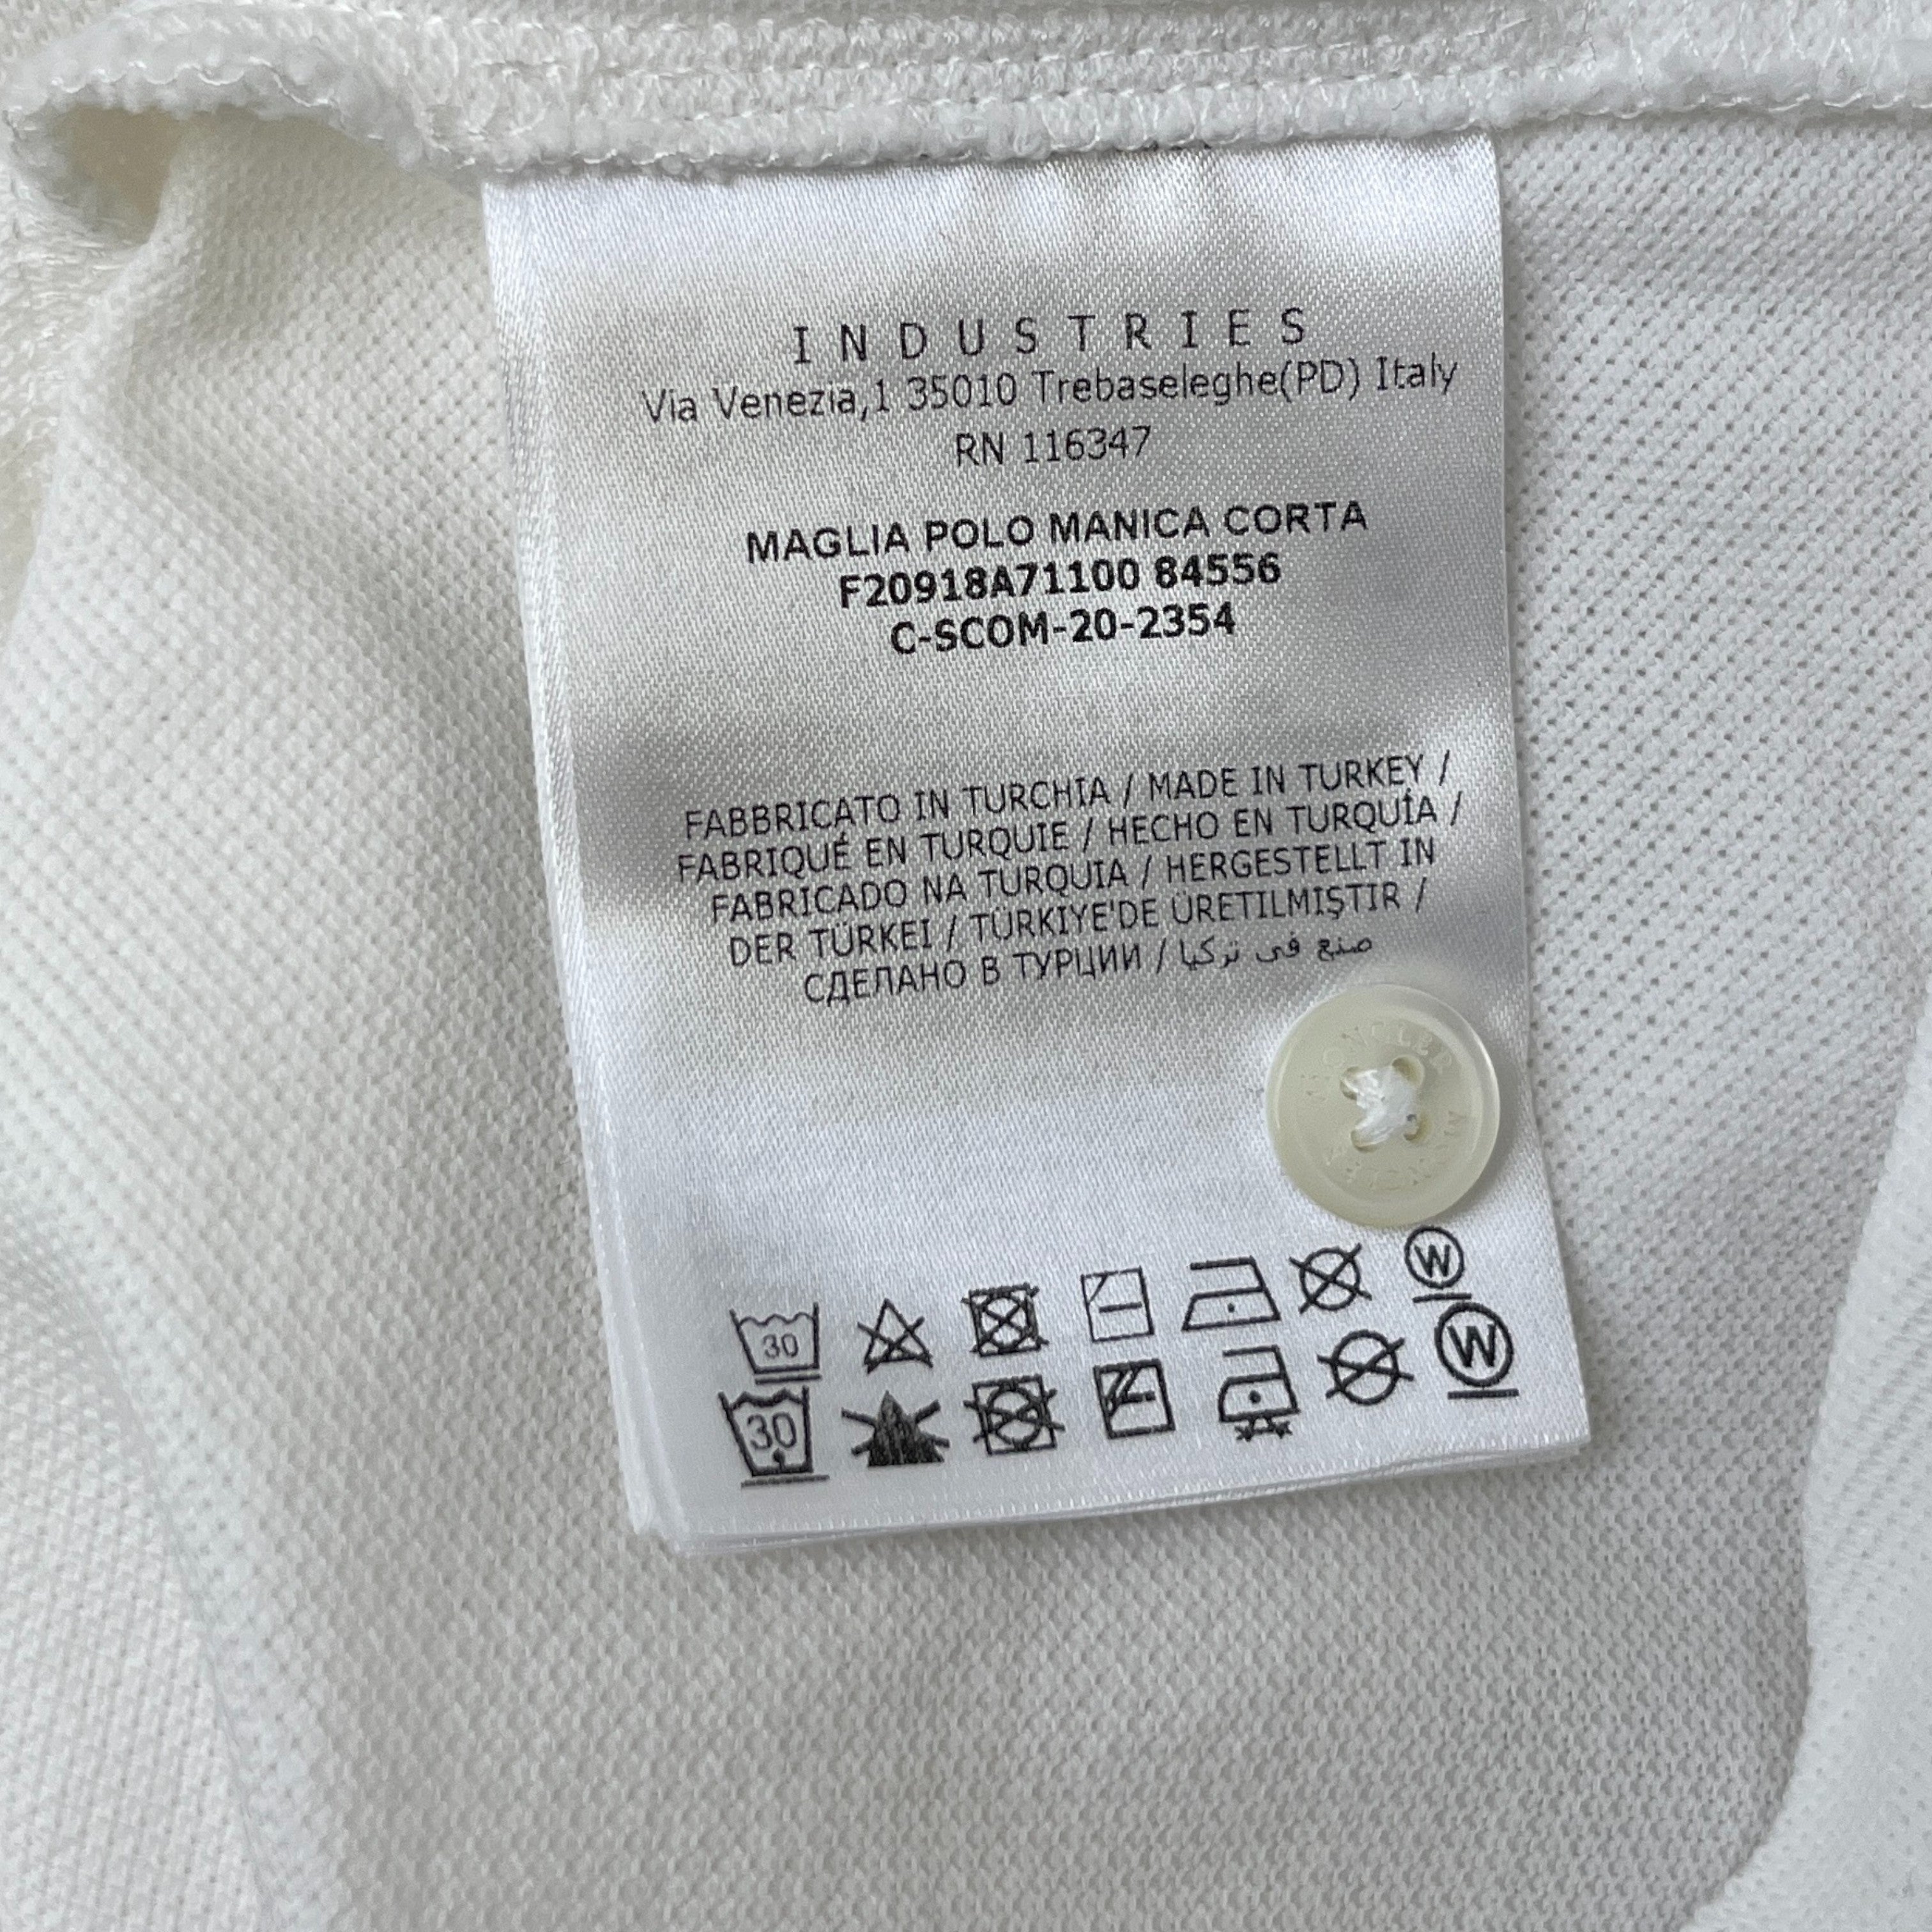 I N D U S T R I E S
Via Venezia,1 35010 Trebaseleghe(PD) Italy
RN 116347
MAGLIA POLO MANICA CORTA
F20918A71100 84556
C-SCOM-20-2354
FABBRICATO IN TURCHIA / MADE IN TURKEY /
FABRIQUÉ EN TURQUIE / HECHO EN TURQUÍA /
FABRICADO NA TURQUIA / HERGESTELLT IN
DER TÜRKEI / TÜRKIYE'DE ÜRETILMIŞTIR /
СДЕЛАНО В ТУРЦИИ / صنع في تركيا
MONCLER
MONCLER
30 W
30 W